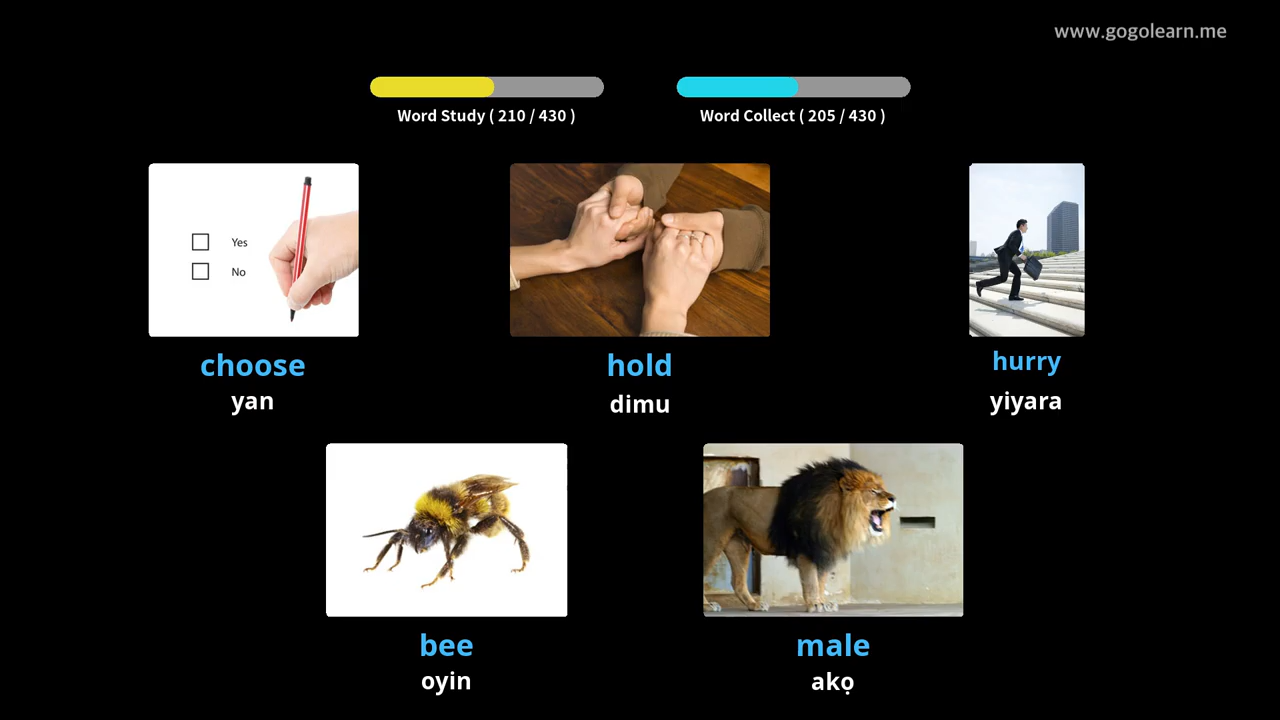 www.gogolearn.me
Word Study ( 210 / 430 )
Word Collect ( 205 / 430 )
Yes
No
choose
yan
hold
dimu
hurry
yiyara
bee
oyin
male
akọ